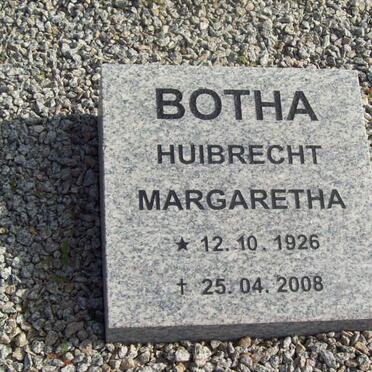 BOTHA
HUIBRECHT
MARGARETHA
★ 12. 10. 1926
† 25. 04. 2008